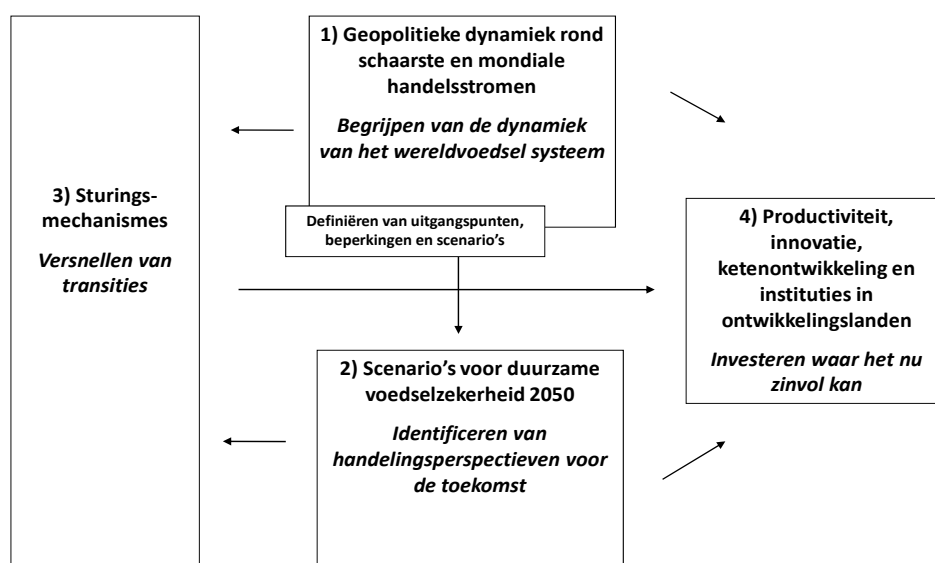 1) Geopolitieke dynamiek rond
schaarste en mondiale
handelsstromen
Begrijpen van de dynamiek
van het wereldvoedsel systeem
Definiëren van uitgangspunten,
beperkingen en scenario’s
3) Sturings-
mechanismes
Versnellen van
transities
4) Productiviteit,
innovatie,
ketenontwikkeling en
instituties in
ontwikkelingslanden
Investeren waar het nu
zinvol kan
2) Scenario’s voor duurzame
voedselzekerheid 2050
Identificeren van
handelingsperspectieven voor
de toekomst